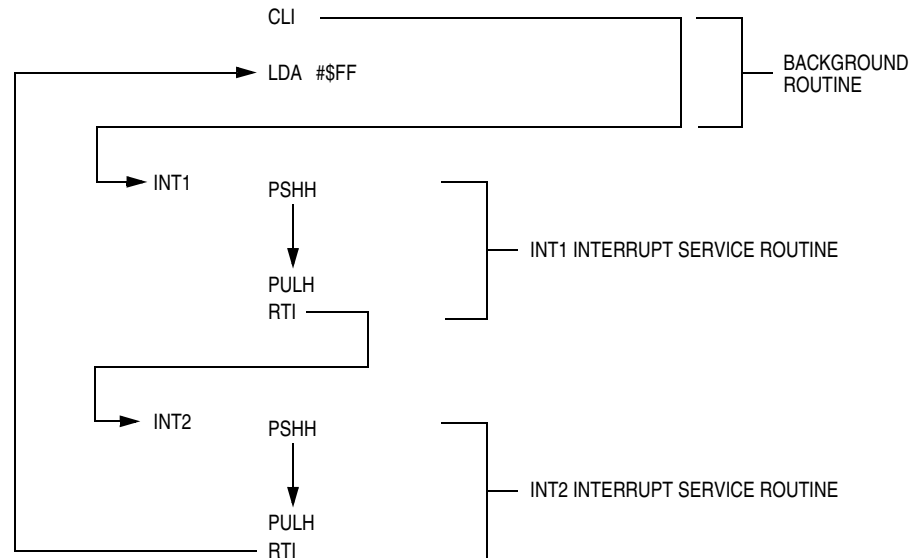 CLI
LDA #$FF
BACKGROUND
ROUTINE
INT1
PSHH
INT1 INTERRUPT SERVICE ROUTINE
PULH
RTI
INT2
PSHH
INT2 INTERRUPT SERVICE ROUTINE
PULH
RTI